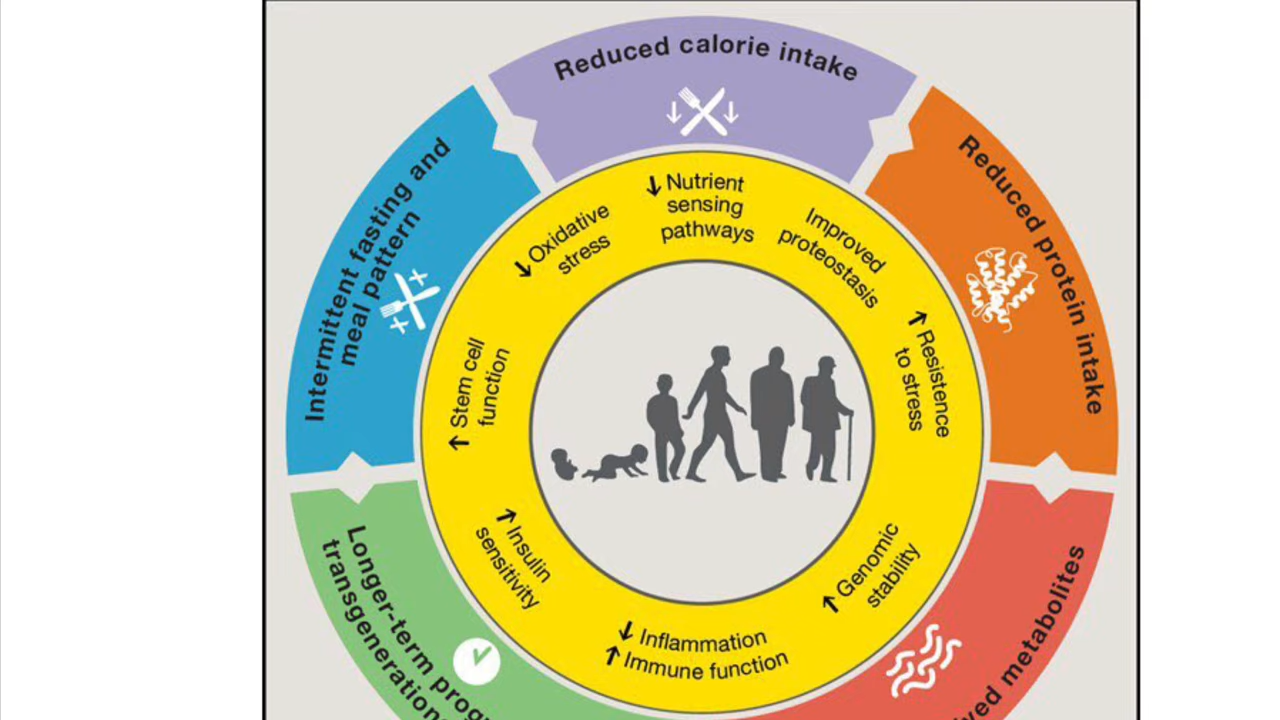 Reduced calorie intake
Reduced protein intake
Intermittent fasting and
meal pattern
Longer-term
transgeneration
metabolites
↓ Nutrient
sensing
pathways
Improved
proteostasis
↑ Resistence
to stress
↑ Genomic
stability
↓ Inflammation
↑ Immune function
↑ Insulin
sensitivity
↑ Stem cell
function
↓ Oxidative
stress